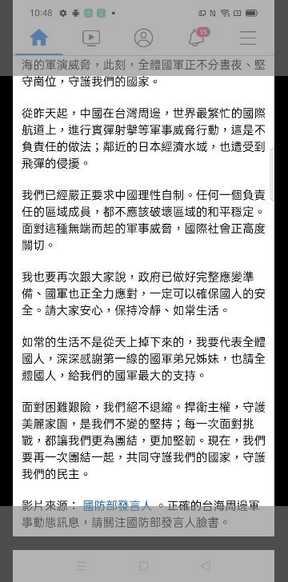 10:48
15
海的軍演威脅，此刻，全體國軍正不分晝夜、堅
守崗位，守護我們的國家。
從昨天起，中國在台灣周邊，世界最繁忙的國際
航道上，進行實彈射擊等軍事威脅行動，這是不
負責任的做法；鄰近的日本經濟水域，也遭受到
飛彈的侵擾。
我們已經嚴正要求中國理性自制。任何一個負責
任的區域成員，都不應該破壞區域的和平穩定。
面對這種無端而起的軍事威脅，國際社會正高度
關切。
我也要再次跟大家說，政府已做好完整應變準
備、國軍也正全力應對，一定可以確保國人的安
全。請大家安心，保持冷靜、如常生活。
如常的生活不是從天上掉下來的，我要代表全體
國人，深深感謝第一線的國軍弟兄姊妹，也請全
體國人，給我們的國軍最大的支持。
面對困難艱險，我們絕不退縮。捍衛主權，守護
美麗家園，是我們不變的堅持；每一次面對挑
戰，都讓我們更為團結，更加堅韌。現在，我們
要再一次團結一起，共同守護我們的國家，守護
我們的民主。
影片來源： 國防部發言人 。正確的台海周邊軍
事動態訊息，請關注國防部發言人臉書。